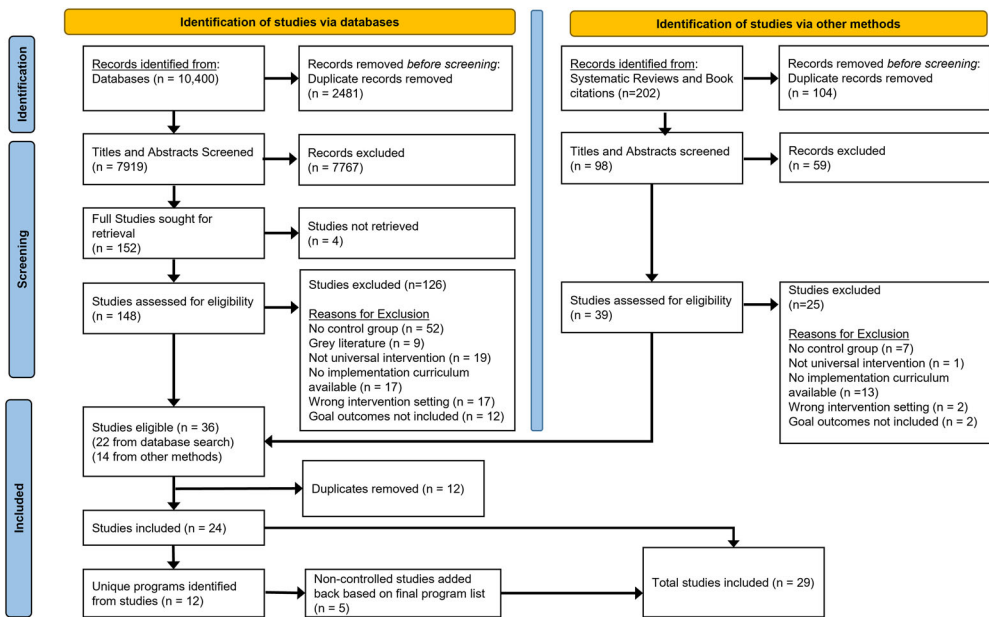 Identification of studies via databases
Identification of studies via other methods
Identification
Records identified from:
Databases (n = 10,400)
Records removed before screening:
Duplicate records removed
(n = 2481)
Records identified from:
Systematic Reviews and Book
citations (n=202)
Records removed before screening:
Duplicate records removed
(n = 104)
Screening
Titles and Abstracts Screened
(n = 7919)
Records excluded
(n = 7767)
Titles and Abstracts screened
(n = 98)
Records excluded
(n = 59)
Full Studies sought for
retrieval
(n = 152)
Studies not retrieved
(n = 4)
Studies assessed for eligibility
(n = 148)
Studies excluded (n=126)
Reasons for Exclusion
No control group (n = 52)
Grey literature (n = 9)
Not universal intervention (n = 19)
No implementation curriculum
available (n = 17)
Wrong intervention setting (n = 17)
Goal outcomes not included (n = 12)
Studies assessed for eligibility
(n = 39)
Studies excluded
(n=25)
Reasons for Exclusion
No control group (n =7)
Not universal intervention (n = 1)
No implementation curriculum
available (n =13)
Wrong intervention setting (n = 2)
Goal outcomes not included (n = 2)
Included
Studies eligible (n = 36)
(22 from database search)
(14 from other methods)
Duplicates removed (n = 12)
Studies included (n = 24)
Unique programs identified
from studies (n = 12)
Non-controlled studies added
back based on final program list
(n = 5)
Total studies included (n = 29)